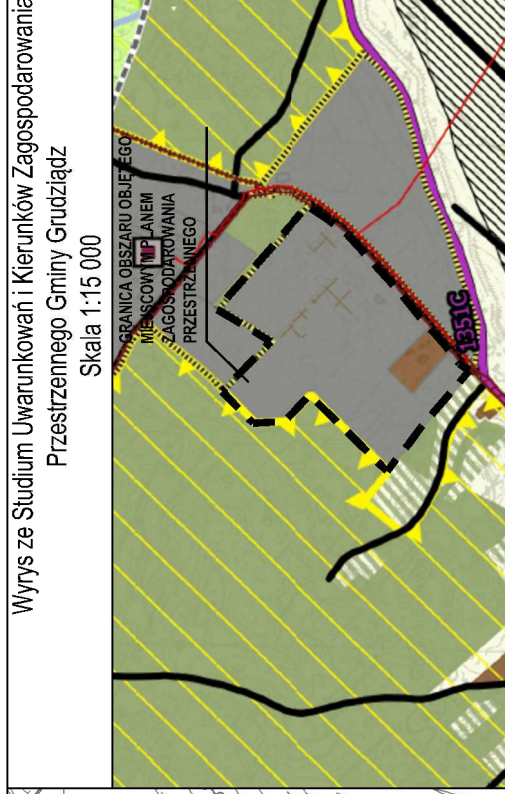 Wyrys ze Studium Uwarunkowań i Kierunków Zagospodarowania
Przestrzennego Gminy Grudziądz
Skala 1:15 000
GRANICA OBSZARU OBJĘTEGO
MIEJSCOWYM PLANEM
ZAGOSPODAROWANIA
PRZESTRZENNEGO
1351C